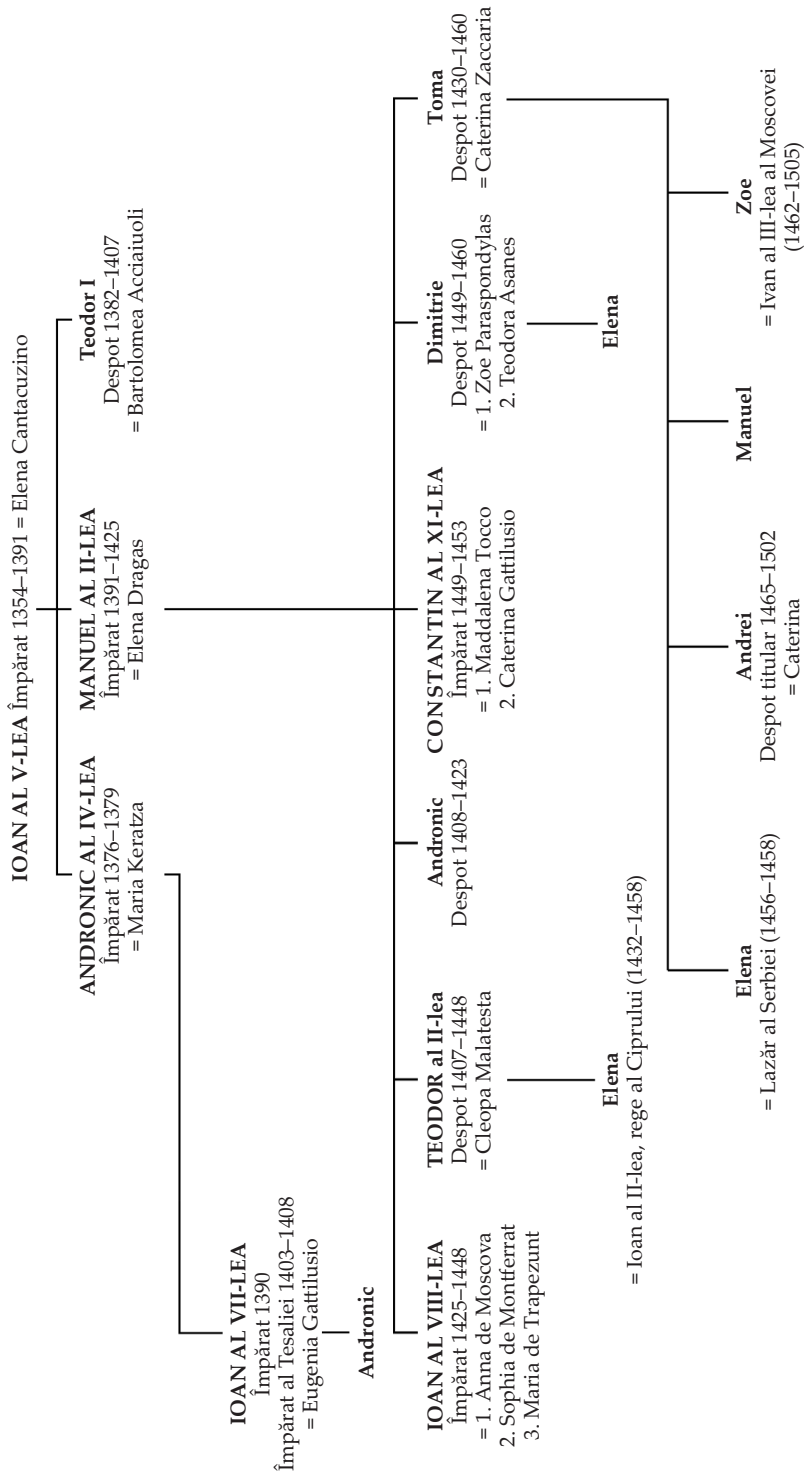 IOAN AL V-LEA Împărat 1354–1391 = Elena Cantacuzino
ANDRONIC AL IV-LEA
Împărat 1376–1379
= Maria Keratza
MANUEL AL II-LEA
Împărat 1391–1425
= Elena Dragas
Teodor I
Despot 1382–1407
= Bartolomea Acciaiuoli
IOAN AL VII-LEA
Împărat 1390
Împărat al Tesaliei 1403–1408
= Eugenia Gattilusio
Andronic
IOAN AL VIII-LEA
Împărat 1425–1448
= 1. Anna de Moscova
2. Sophia de Montferrat
3. Maria de Trapezunt
TEODOR al II-lea
Despot 1407–1448
= Cleopa Malatesta
Andronic
Despot 1408–1423
CONSTANTIN AL XI-LEA
Împărat 1449–1453
= 1. Maddalena Tocco
2. Caterina Gattilusio
Dimitrie
Despot 1449–1460
= 1. Zoe Paraspondylas
2. Teodora Asanes
Toma
Despot 1430–1460
= Caterina Zaccaria
Elena
= Ioan al II-lea, rege al Ciprului (1432–1458)
Elena
Elena
= Lazăr al Serbiei (1456–1458)
Andrei
Despot titular 1465–1502
= Caterina
Manuel
Zoe
= Ivan al III-lea al Moscovei
(1462–1505)